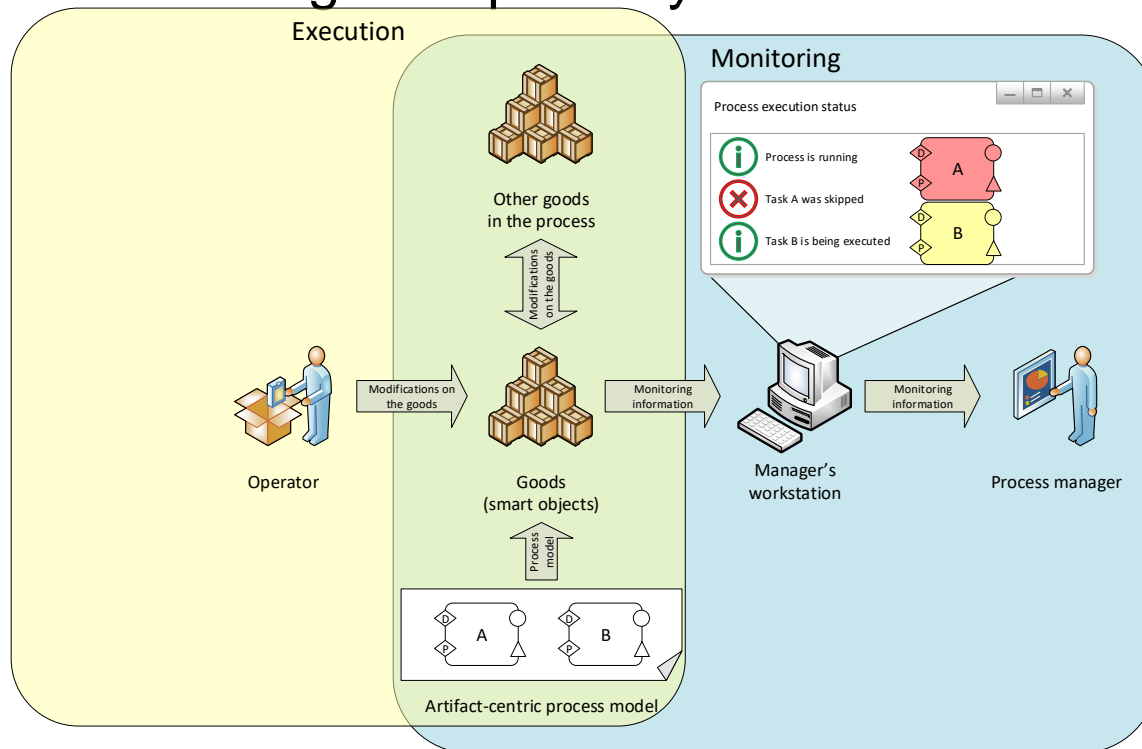 Execution
Monitoring
Process execution status
Process is running
Task A was skipped
Task B is being executed
D
P
A
D
P
B
Other goods
in the process
Modifications
on the goods
Modifications on
the goods
Monitoring
information
Monitoring
information
Operator
Goods
(smart objects)
Manager's
workstation
Process manager
Process
model
D
P
A
D
P
B
Artifact-centric process model